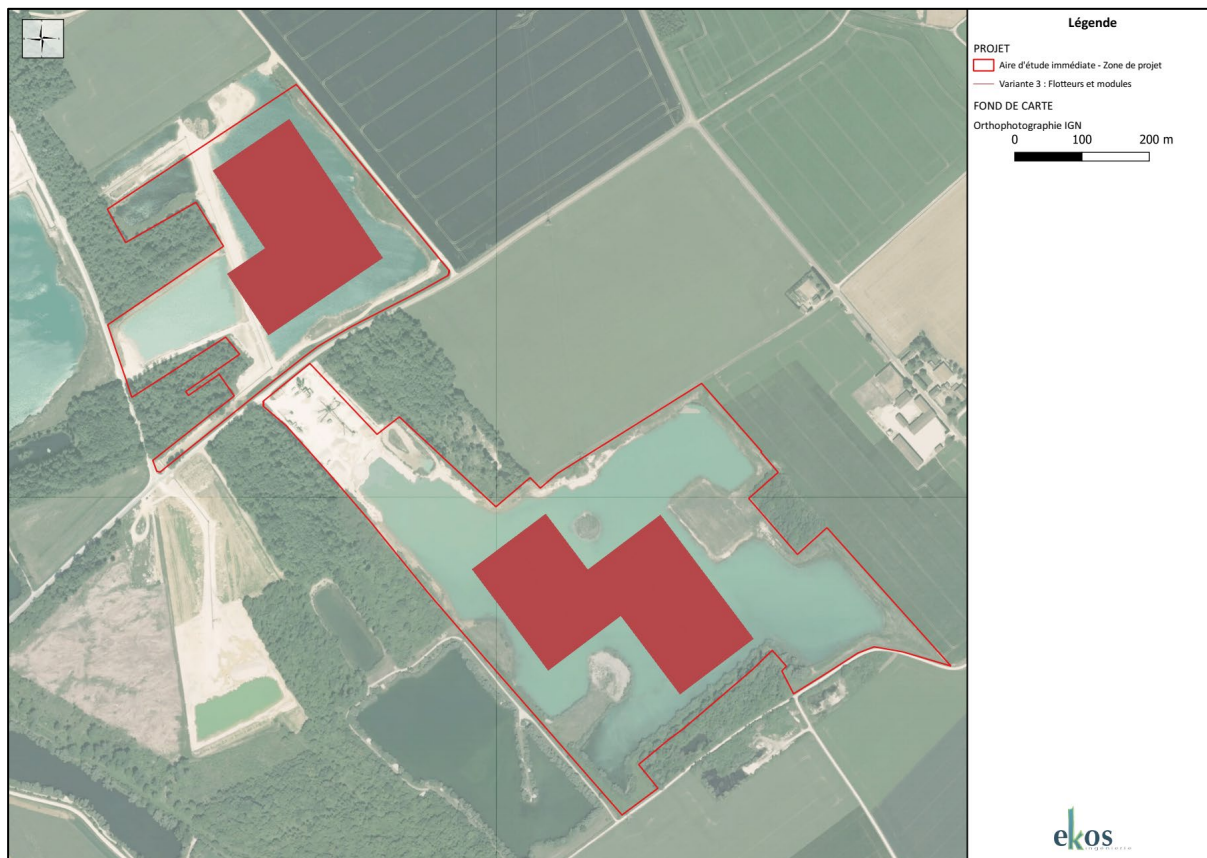 Légende
PROJET
Aire d'étude immédiate - Zone de projet
Variante 3 : Flotteurs et modules
FOND DE CARTE
Orthophotographie IGN
0 100 200 m
ekos
ingénierie